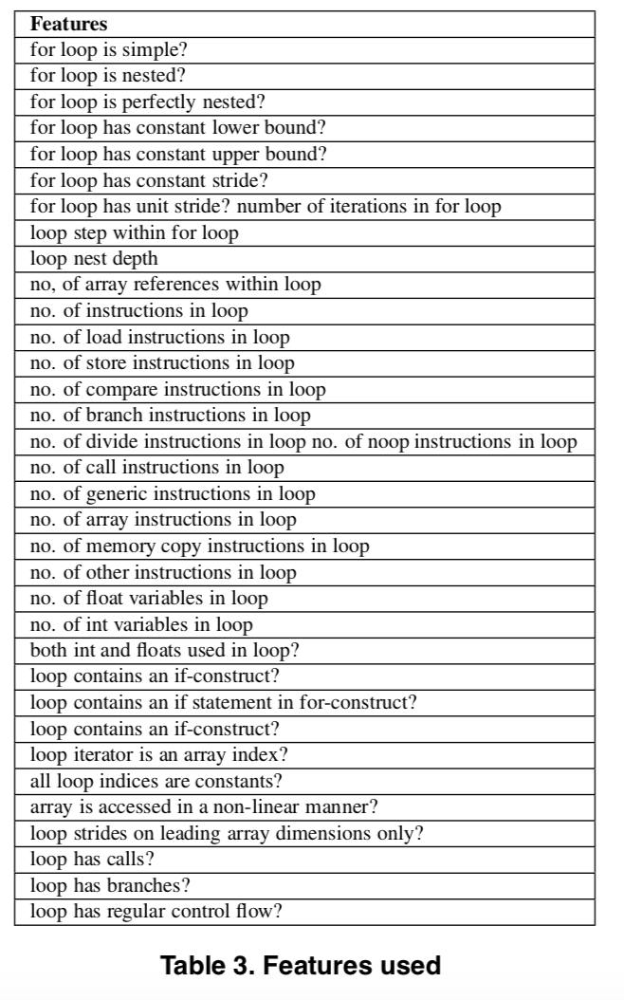 Features
for loop is simple?
for loop is nested?
for loop is perfectly nested?
for loop has constant lower bound?
for loop has constant upper bound?
for loop has constant stride?
for loop has unit stride? number of iterations in for loop
loop step within for loop
loop nest depth
no, of array references within loop
no. of instructions in loop
no. of load instructions in loop
no. of store instructions in loop
no. of compare instructions in loop
no. of branch instructions in loop
no. of divide instructions in loop no. of noop instructions in loop
no. of call instructions in loop
no. of generic instructions in loop
no. of array instructions in loop
no. of memory copy instructions in loop
no. of other instructions in loop
no. of float variables in loop
no. of int variables in loop
both int and floats used in loop?
loop contains an if-construct?
loop contains an if statement in for-construct?
loop contains an if-construct?
loop iterator is an array index?
all loop indices are constants?
array is accessed in a non-linear manner?
loop strides on leading array dimensions only?
loop has calls?
loop has branches?
loop has regular control flow?
Table 3. Features used